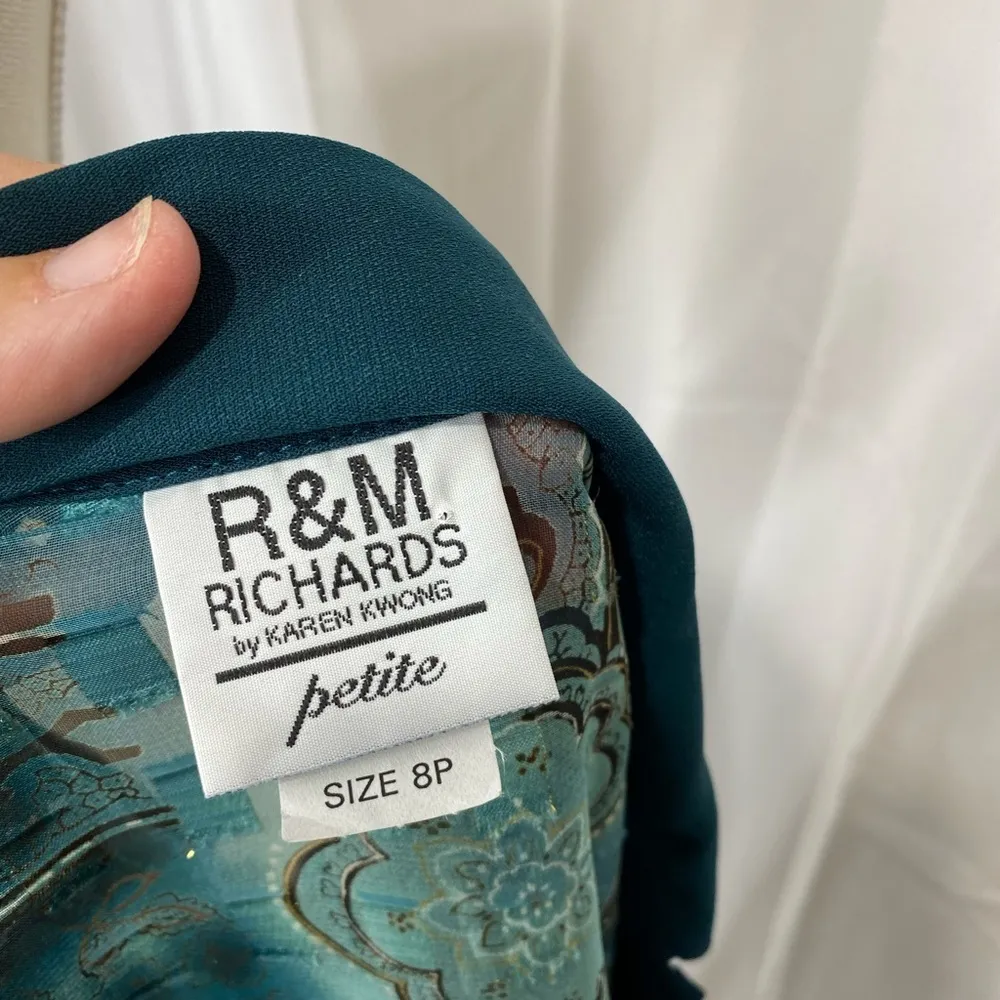 R&M
RICHARDS
by KAREN KWONG
petite
SIZE 8P